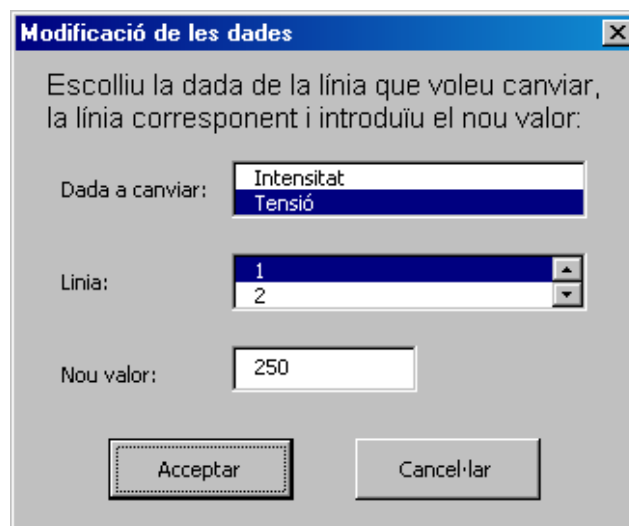 Modificació de les dades
Escolliu la dada de la línia que voleu canviar,
la línia corresponent i introduïu el nou valor:
Dada a canviar:
Intensitat
Tensió
Linia:
1
2
Nou valor:
250
Acceptar
Cancel·lar